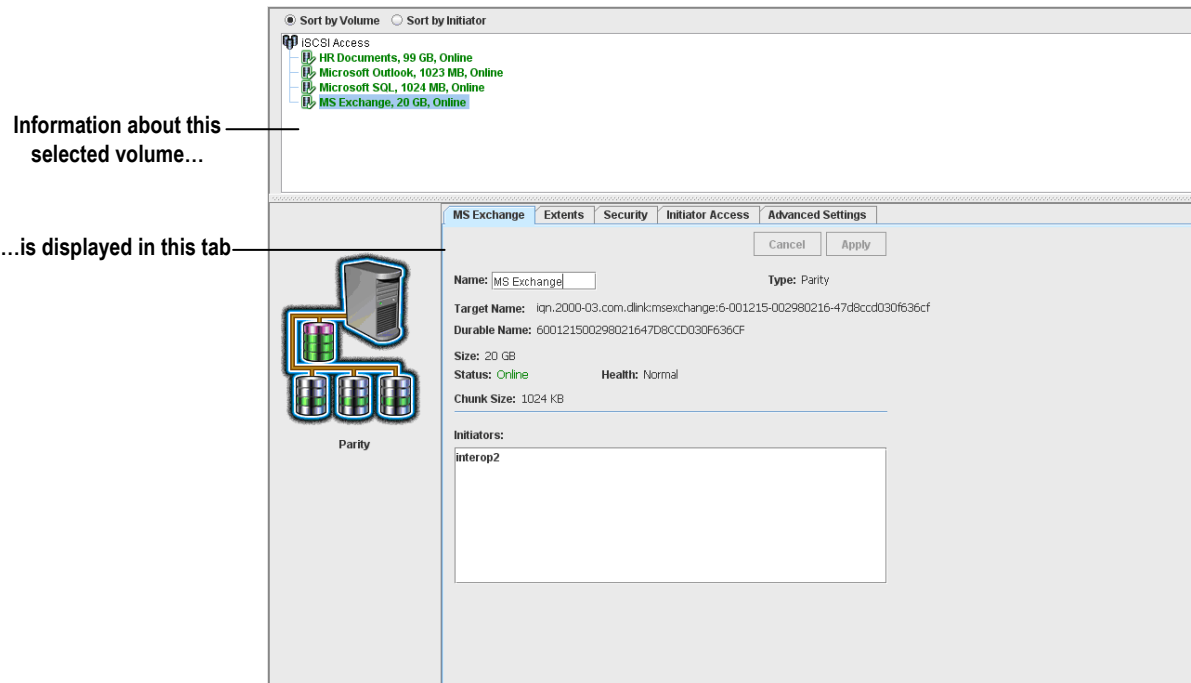 Sort by Volume Sort by Initiator
iSCSI Access
HR Documents, 99 GB, Online
Microsoft Outlook, 1023 MB, Online
Microsoft SQL, 1024 MB, Online
MS Exchange, 20 GB, Online
Information about this
selected volume…
MS Exchange Extents Security Initiator Access Advanced Settings
…is displayed in this tab
Cancel Apply
Name: MS Exchange Type: Parity
Target Name: iqn.2000-03.com.dlink:msexchange:6-001215-002980216-47d8ccd030f636cf
Durable Name: 600121500298021647D8CCD030F636CF
Size: 20 GB
Status: Online Health: Normal
Chunk Size: 1024 KB
Parity
Initiators:
interop2